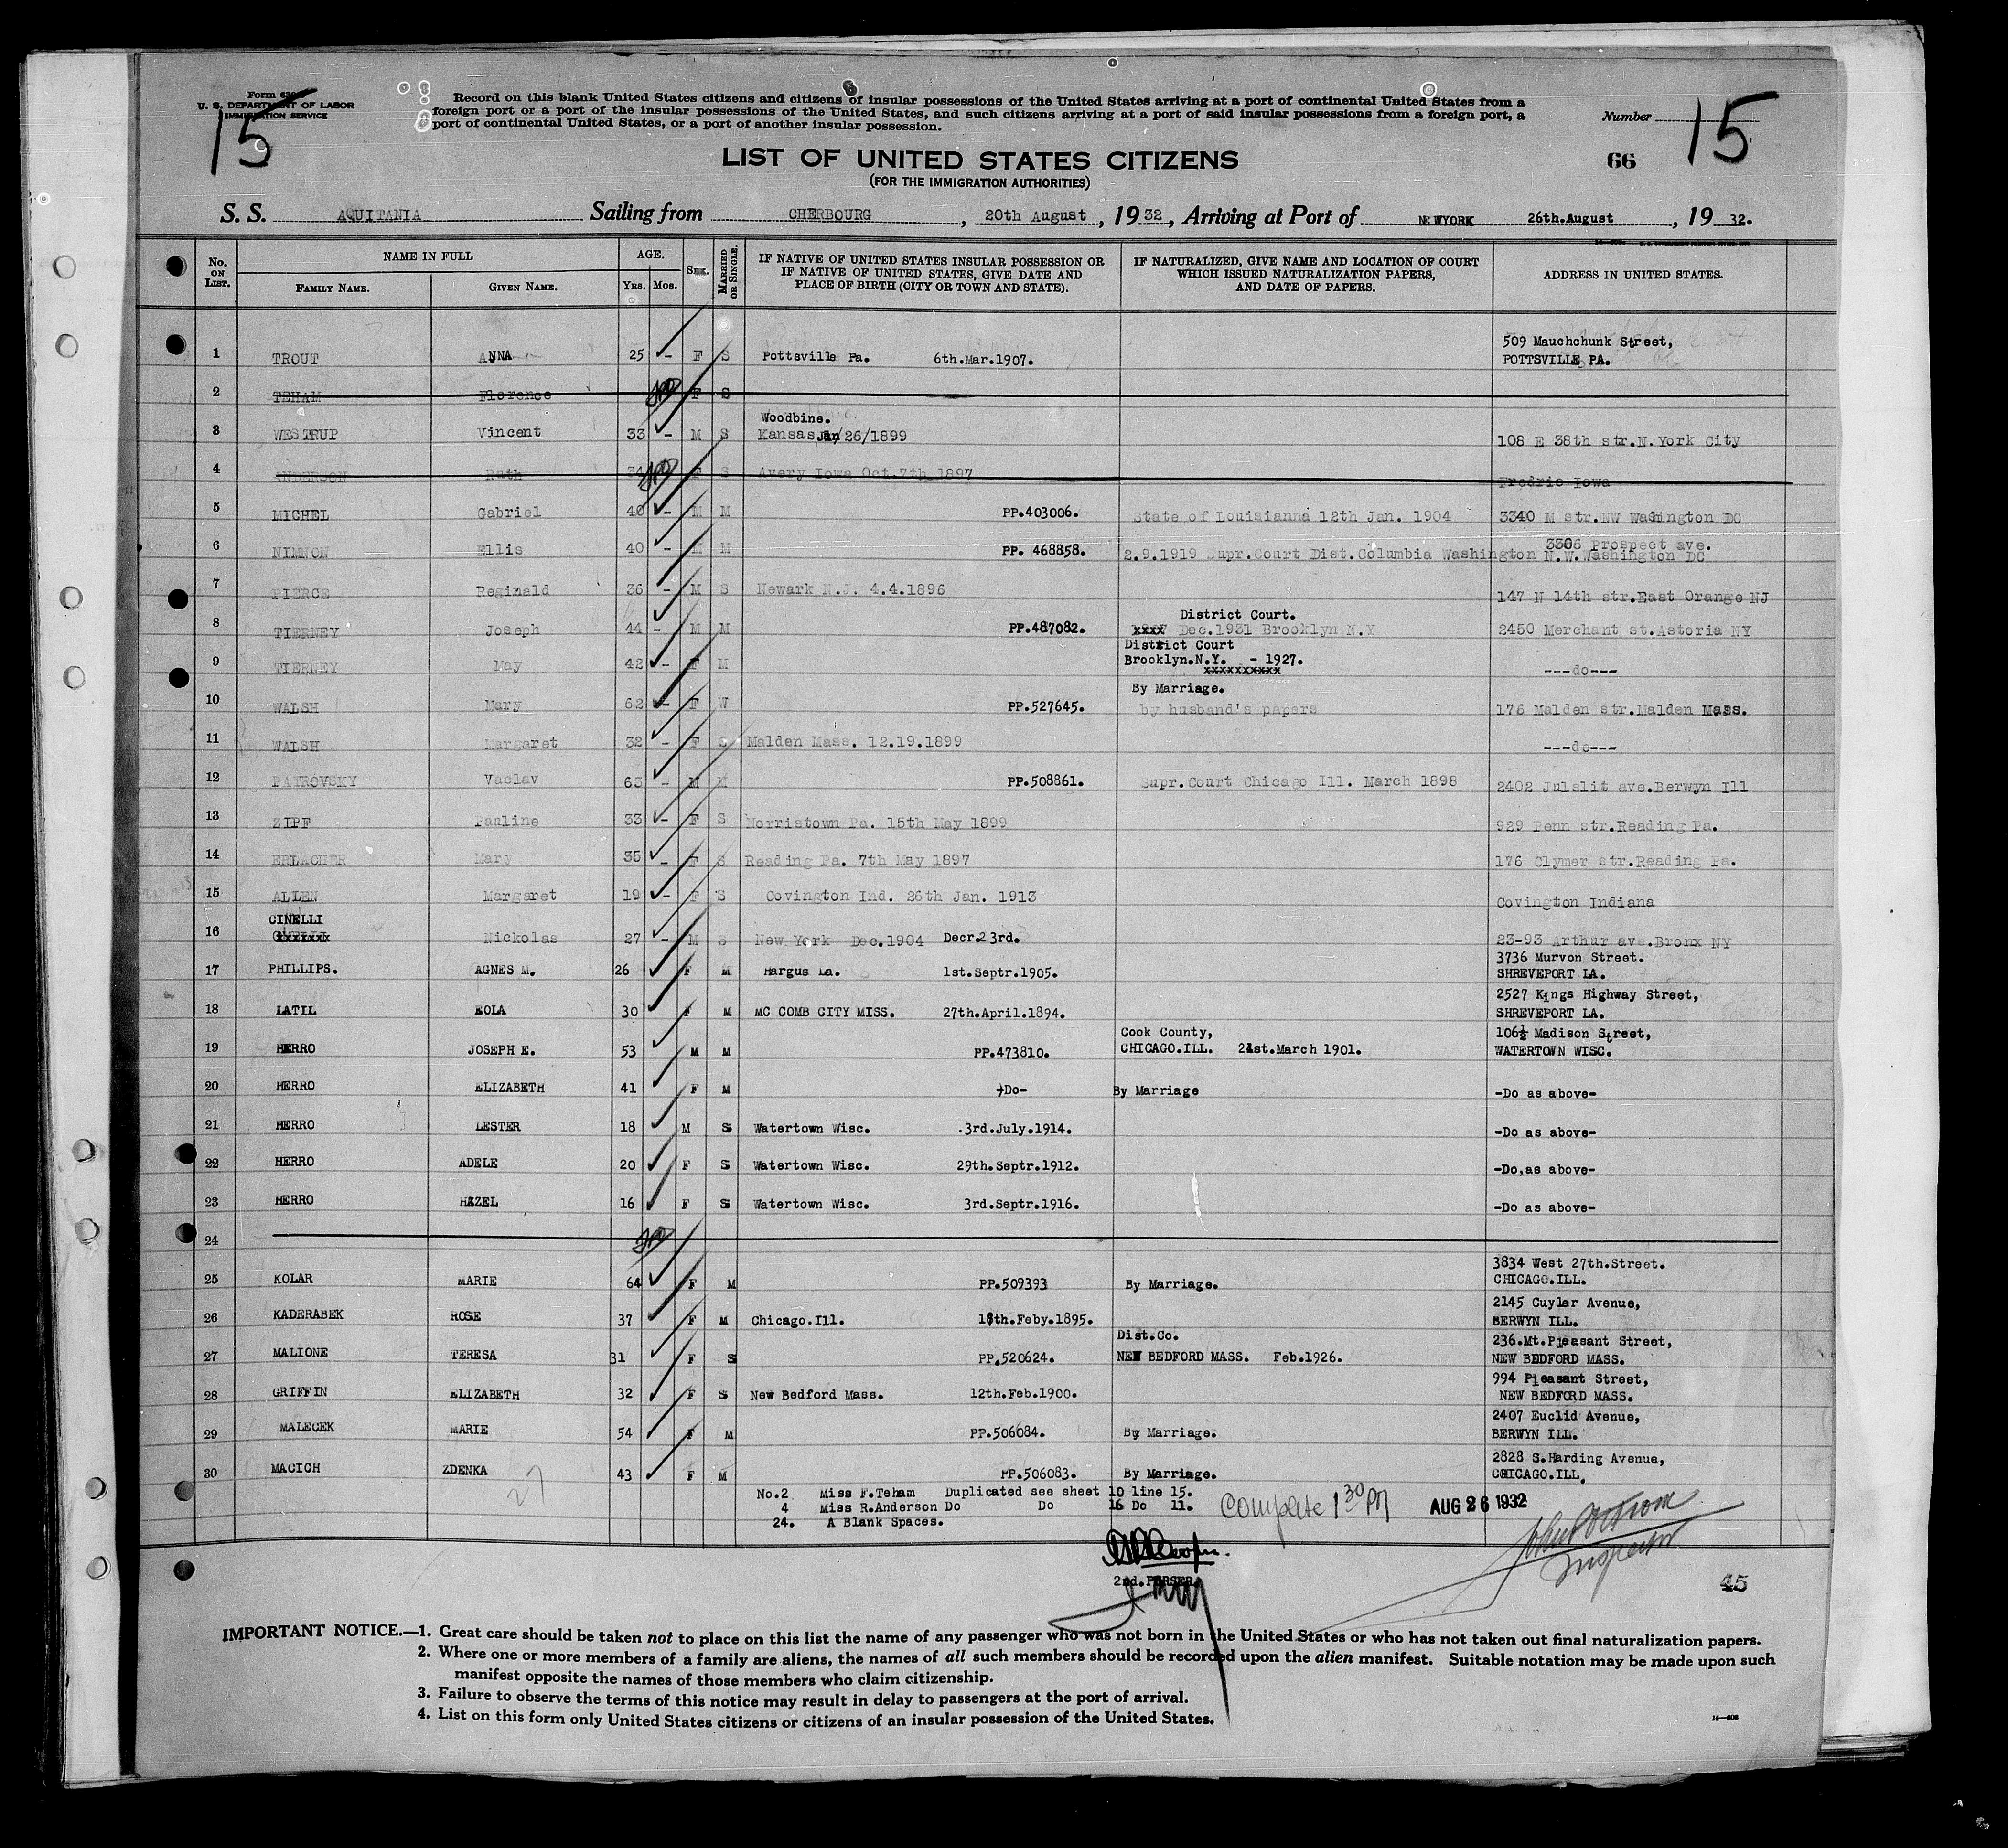 Form 630
U. S. DEPARTMENT OF LABOR
IMMIGRATION SERVICE
15
Record on this blank United States citizens and citizens of insular possessions of the United States arriving at a port of continental United States from a
foreign port or a port of the insular possessions of the United States, and such citizens arriving at a port of said insular possessions from a foreign port, a
port of continental United States, or a port of another insular possession.
Number 15
LIST OF UNITED STATES CITIZENS
(FOR THE IMMIGRATION AUTHORITIES)
66
S. S. AQUITANIA Sailing from CHERBOURG, 20th August, 1932, Arriving at Port of NEWYORK 26th.August, 19 32.
No. ON LIST. NAME IN FULL FAMILY NAME. GIVEN NAME. AGE. YRS. MOS. SEX. MARRIED OR SINGLE. IF NATIVE OF UNITED STATES INSULAR POSSESSION OR IF NATIVE OF UNITED STATES, GIVE DATE AND PLACE OF BIRTH (CITY OR TOWN AND STATE). IF NATURALIZED, GIVE NAME AND LOCATION OF COURT WHICH ISSUED NATURALIZATION PAPERS, AND DATE OF PAPERS. ADDRESS IN UNITED STATES.
1 TROUT ANNA 25 - F S Pottsville Pa. 6th.Mar.1907. 509 Mauchchunk Street, POTTSVILLE PA.
2 TEHAM Florence F S
3 WESTRUP Vincent 33 - M S Woodbine. Kansas Jan/26/1899 108 E 38th str.N.York City
4 ANDERSON Ruth 34 F S Avery Iowa Oct.7th 1897 Fredric Iowa
5 MICHEL Gabriel 40 - M M PP.403006. State of Louisianna 12th Jan. 1904 3340 M str.NW Washington DC
6 NIMNON Ellis 40 - M M PP. 468858. 2.9.1919 Supr.Court Dist.Columbia Washington 3306 Prospect ave. N.W.Washington DC
7 PIERCE Reginald 36 - M S Newark N.J. 4.4.1896 147 N 14th str.East Orange NJ
8 TIERNEY Joseph 44 - M M PP.487082. District Court. xxxx Dec.1931 Brooklyn N.Y 2450 Merchant st.Astoria NY
9 TIERNEY May 42 - F M District Court Brooklyn.N.Y. - 1927. xxxxxxxxxx ---do---
10 WALSH Mary 62 - F W PP.527645. By Marriage. by husband's papers 176 Malden str.Malden Mass.
11 WALSH Margaret 32 - F S Malden Mass. 12.19.1899 ---do---
12 PATROVSKY Vaclav 63 - M M PP.508861. Supr.Court Chicago Ill. March 1898 2402 Julslit ave.Berwyn Ill
13 ZIPF Pauline 33 - F S Norristown Pa. 15th May 1899 929 Penn str.Reading Pa.
14 ERLACHER Mary 35 - F S Reading Pa. 7th May 1897 176 Clymer str.Reading Pa.
15 ALLEN Margaret 19 - F S Covington Ind. 26th Jan. 1913 Covington Indiana
16 CINELLI xxxxxxx Nickolas 27 - M S New York Dec.1904 Decr.23rd. 23-93 Arthur ave.Bronx NY
17 PHILLIPS. AGNES M. 26 F M Hargus La. 1st.Septr.1905. 3736 Murvon Street. SHREVEPORT LA.
18 LATIL EOLA 30 F M MC COMB CITY MISS. 27th.April.1894. 2527 Kings Highway Street, SHREVEPORT LA.
19 HERRO JOSEPH E. 53 M M PP.473810. Cook County, CHICAGO.ILL. 21st.March 1901. 106½ Madison Street, WATERTOWN WISC.
20 HERRO ELIZABETH 41 F M -Do- By Marriage -Do as above-
21 HERRO LESTER 18 M S Watertown Wisc. .3rd.July.1914. -Do as above-
22 HERRO ADELE 20 F S Watertown Wisc. 29th.Septr.1912. -Do,as above-
23 HERRO HAZEL 16 F S Watertown Wisc. 3rd.Septr.1916. -Do as above-
24
25 KOLAR MARIE 64 F M PP.509393 By Marriage. 3834 West 27th.Street. CHICAGO.ILL.
26 KADERABEK ROSE 37 F M Chicago.Ill. 18th.Feby.1895. 2145 Cuyler Avenue, BERWYN ILL.
27 MALIONE TERESA 31 F S PP.520624. Dist.Co. NEW BEDFORD MASS. Feb.1926. 236.Mt.Pleasant Street, NEW BEDFORD MASS.
28 GRIFFIN ELIZABETH 32 F S New Bedford Mass. 12th.Feb.1900. 994 Pleasant Street, NEW BEDFORD MASS.
29 MALECEK MARIE 54 F M PP.506084. By Marriage. 2407 Euclid Avenue, BERWYN ILL.
30 MACICH ZDENKA 43 F M PP.506083. By Marriage. 2828 S.Harding Avenue, CHICAGO.ILL.
27
No.2 Miss F.Teham Duplicated see sheet 10 line 15.
4 Miss R.Anderson Do Do 16 Do 11.
24. A Blank Spaces.
Complete 1 30 PM
AUG 26 1932
Inspector
2nd.PURSER.
45
IMPORTANT NOTICE.—1. Great care should be taken not to place on this list the name of any passenger who was not born in the United States or who has not taken out final naturalization papers.
2. Where one or more members of a family are aliens, the names of all such members should be recorded upon the alien manifest. Suitable notation may be made upon such
manifest opposite the names of those members who claim citizenship.
3. Failure to observe the terms of this notice may result in delay to passengers at the port of arrival.
4. List on this form only United States citizens or citizens of an insular possession of the United States.
14—608